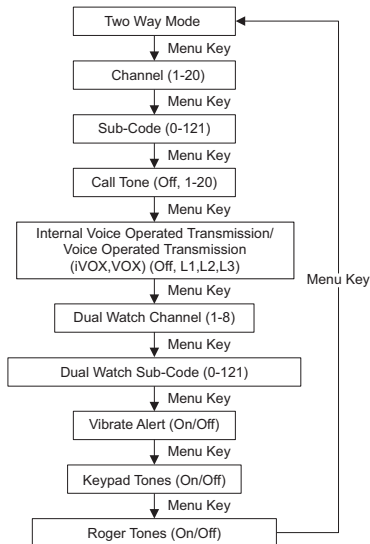 Two Way Mode
Menu Key
Channel (1-20)
Menu Key
Sub-Code (0-121)
Menu Key
Call Tone (Off, 1-20)
Menu Key
Internal Voice Operated Transmission/
Voice Operated Transmission
(iVOX,VOX) (Off, L1,L2,L3)
Menu Key
Menu Key
Dual Watch Channel (1-8)
Menu Key
Dual Watch Sub-Code (0-121)
Menu Key
Vibrate Alert (On/Off)
Menu Key
Keypad Tones (On/Off)
Menu Key
Roger Tones (On/Off)